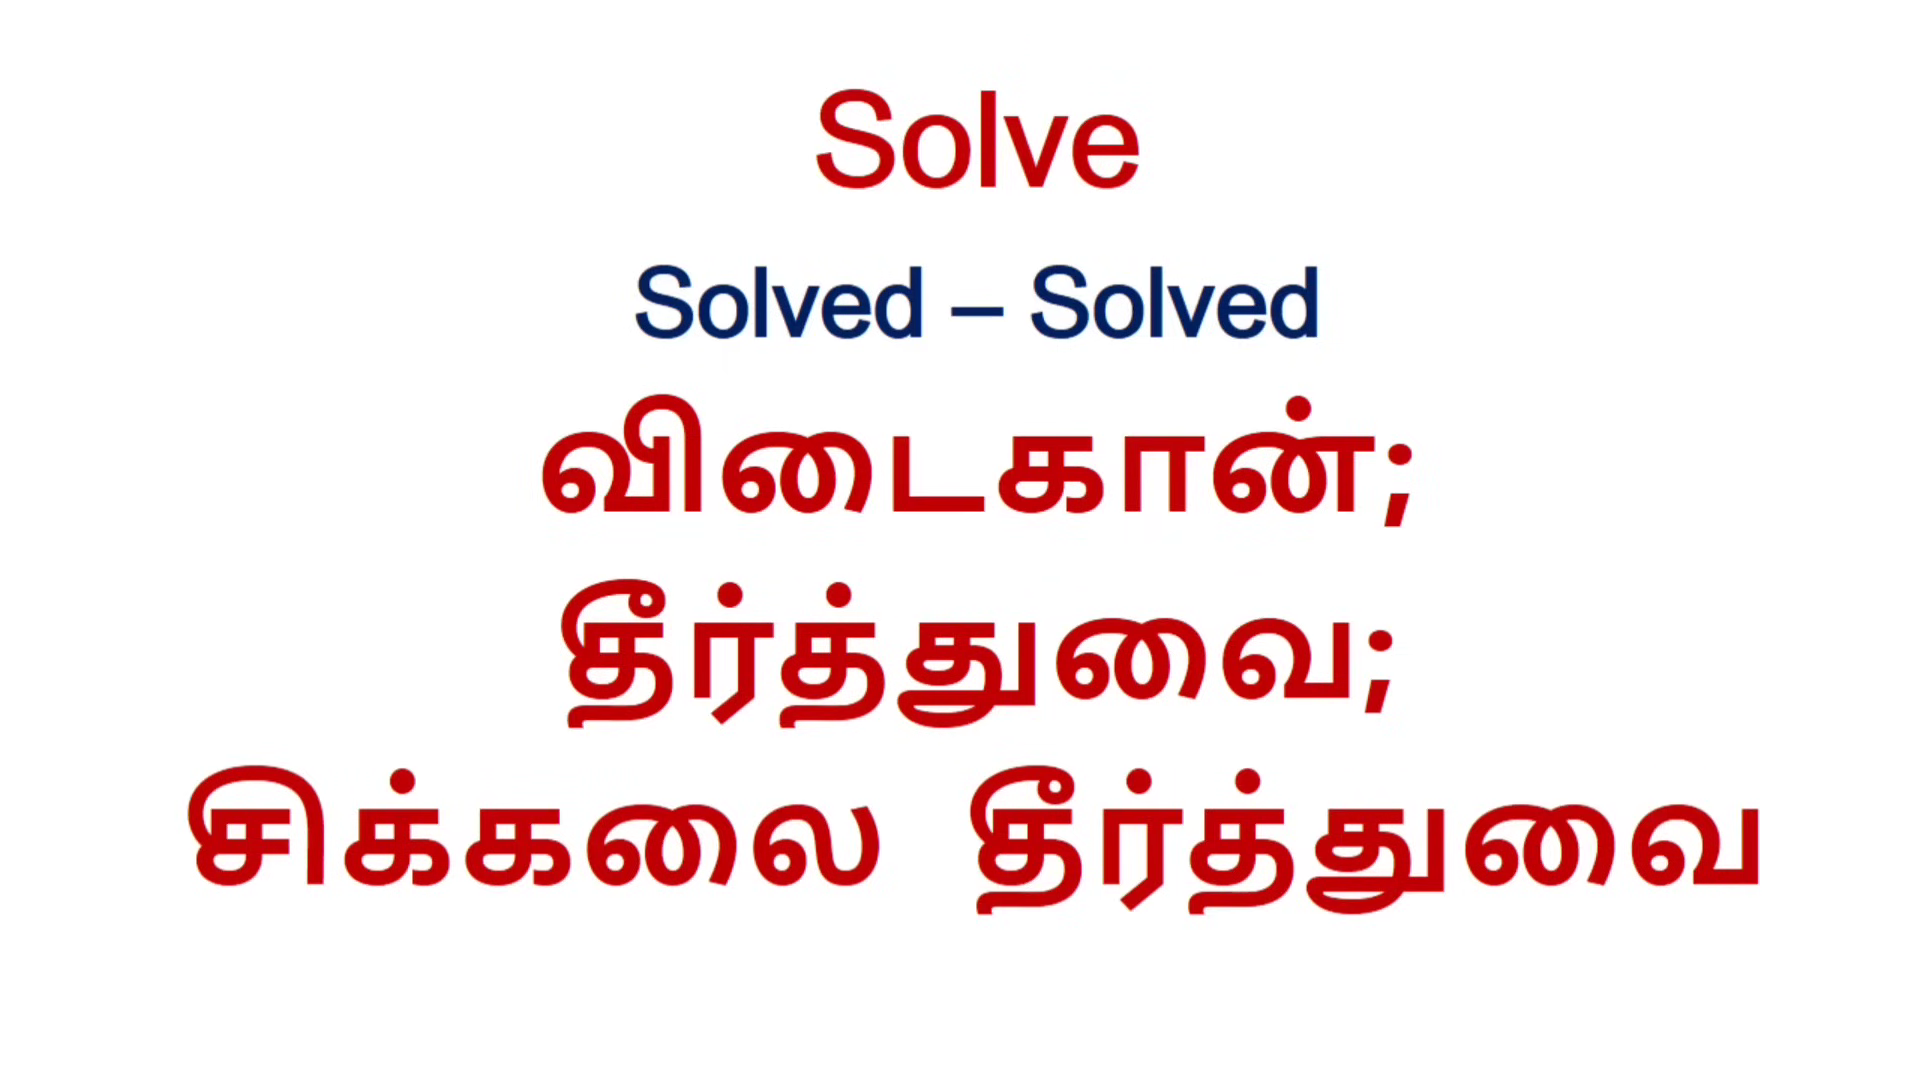 Solve
Solved – Solved
விடைகான்;
தீர்த்துவை;
சிக்கலை தீர்த்துவை